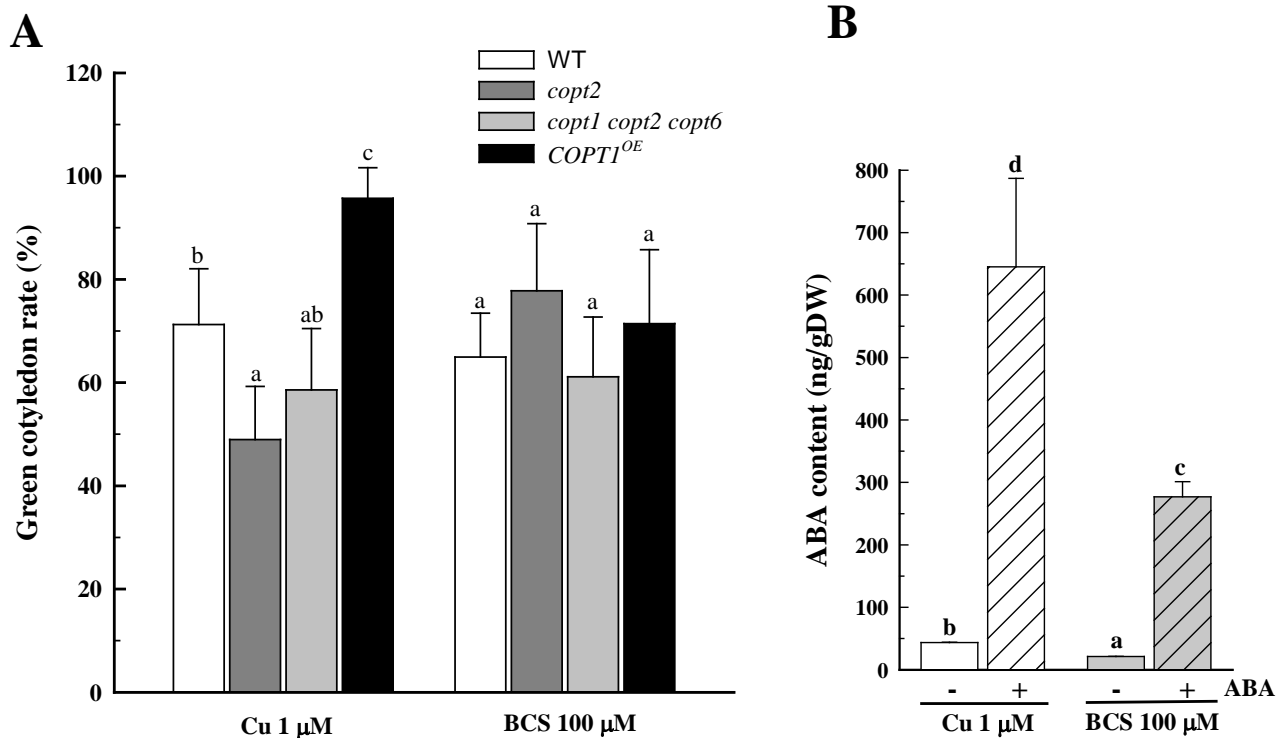 A
WT
copt2
copt1 copt2 copt6
COPT1^OE
Green cotyledon rate (%)
120
100
80
60
40
20
0
b
a
ab
c
a
a
a
a
Cu 1 μM
BCS 100 μM
B
ABA content (ng/gDW)
800
700
600
500
400
300
200
100
0
b
d
a
c
- + - + ABA
Cu 1 μM
BCS 100 μM